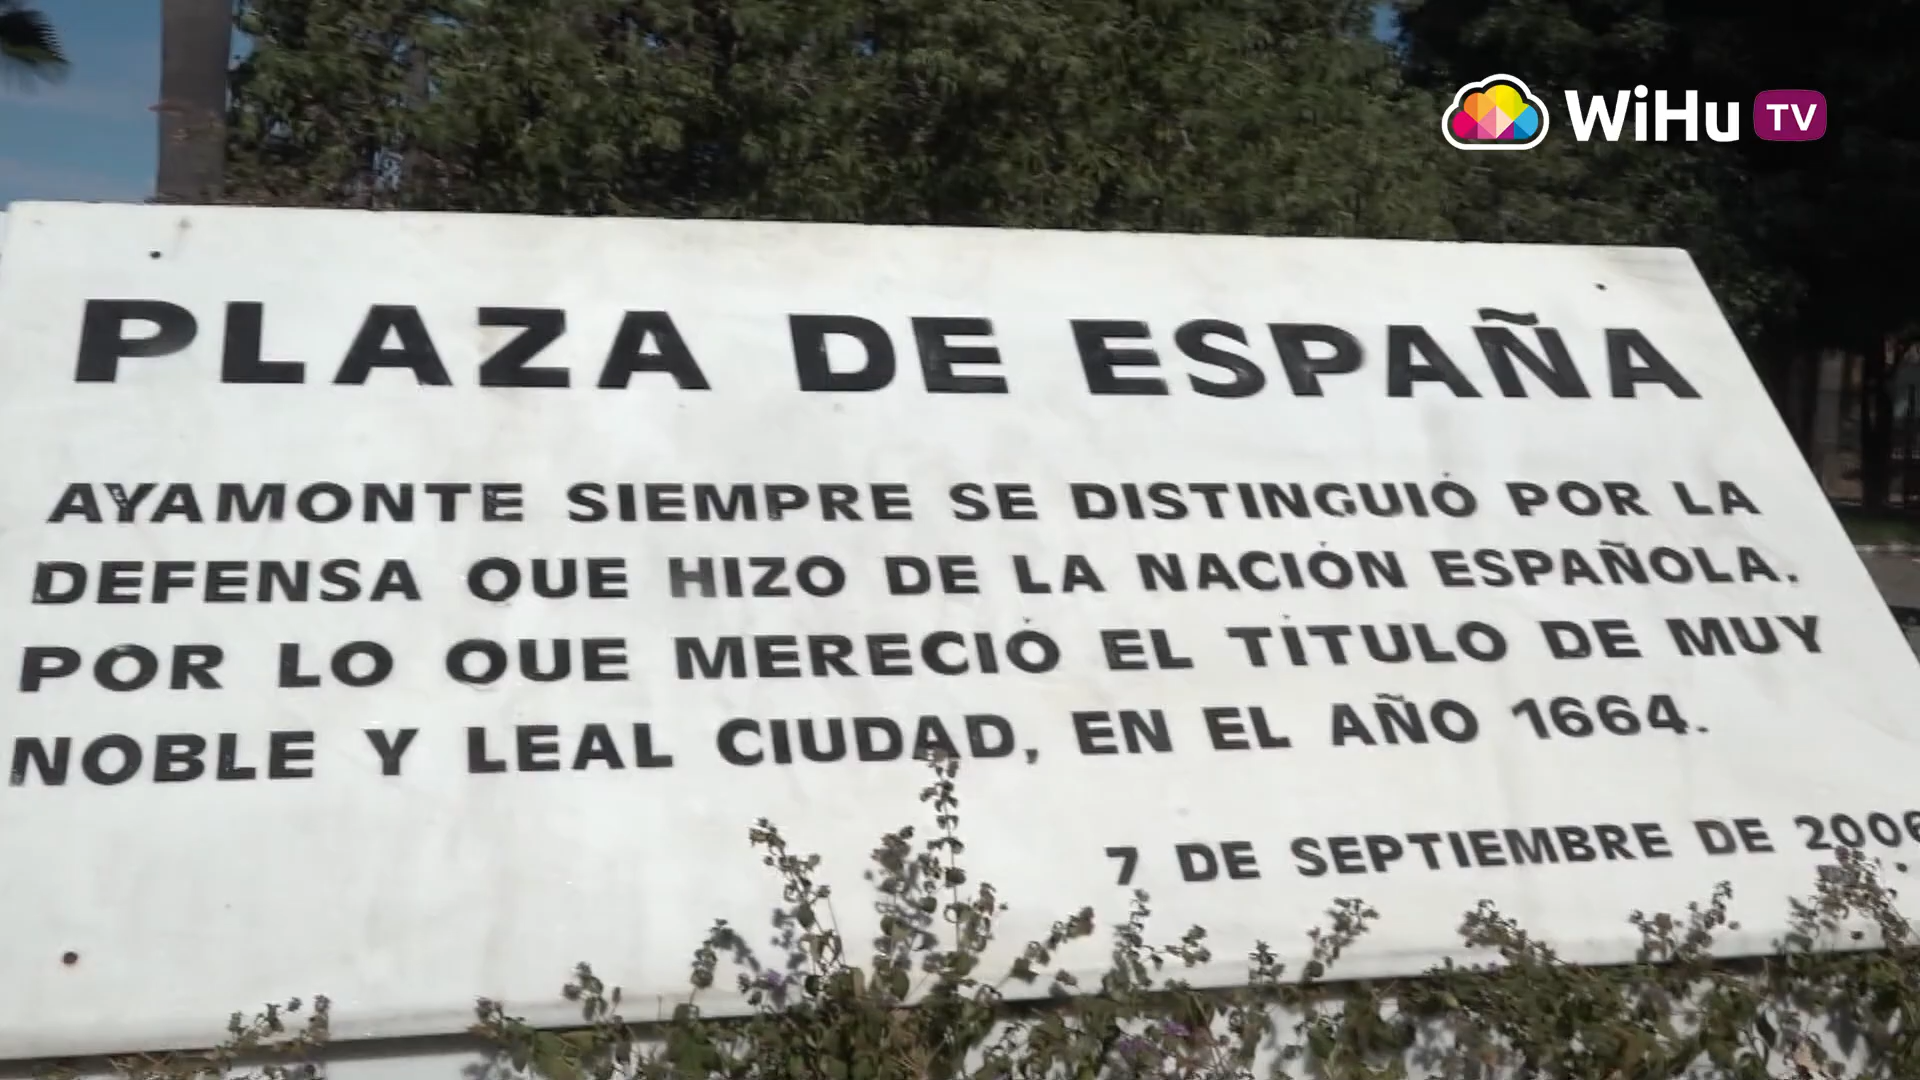 WiHu TV
PLAZA DE ESPAÑA
AYAMONTE SIEMPRE SE DISTINGUIÓ POR LA
DEFENSA QUE HIZO DE LA NACIÓN ESPAÑOLA.
POR LO QUE MERECIÓ EL TÍTULO DE MUY
NOBLE Y LEAL CIUDAD, EN EL AÑO 1664.
7 DE SEPTIEMBRE DE 2006